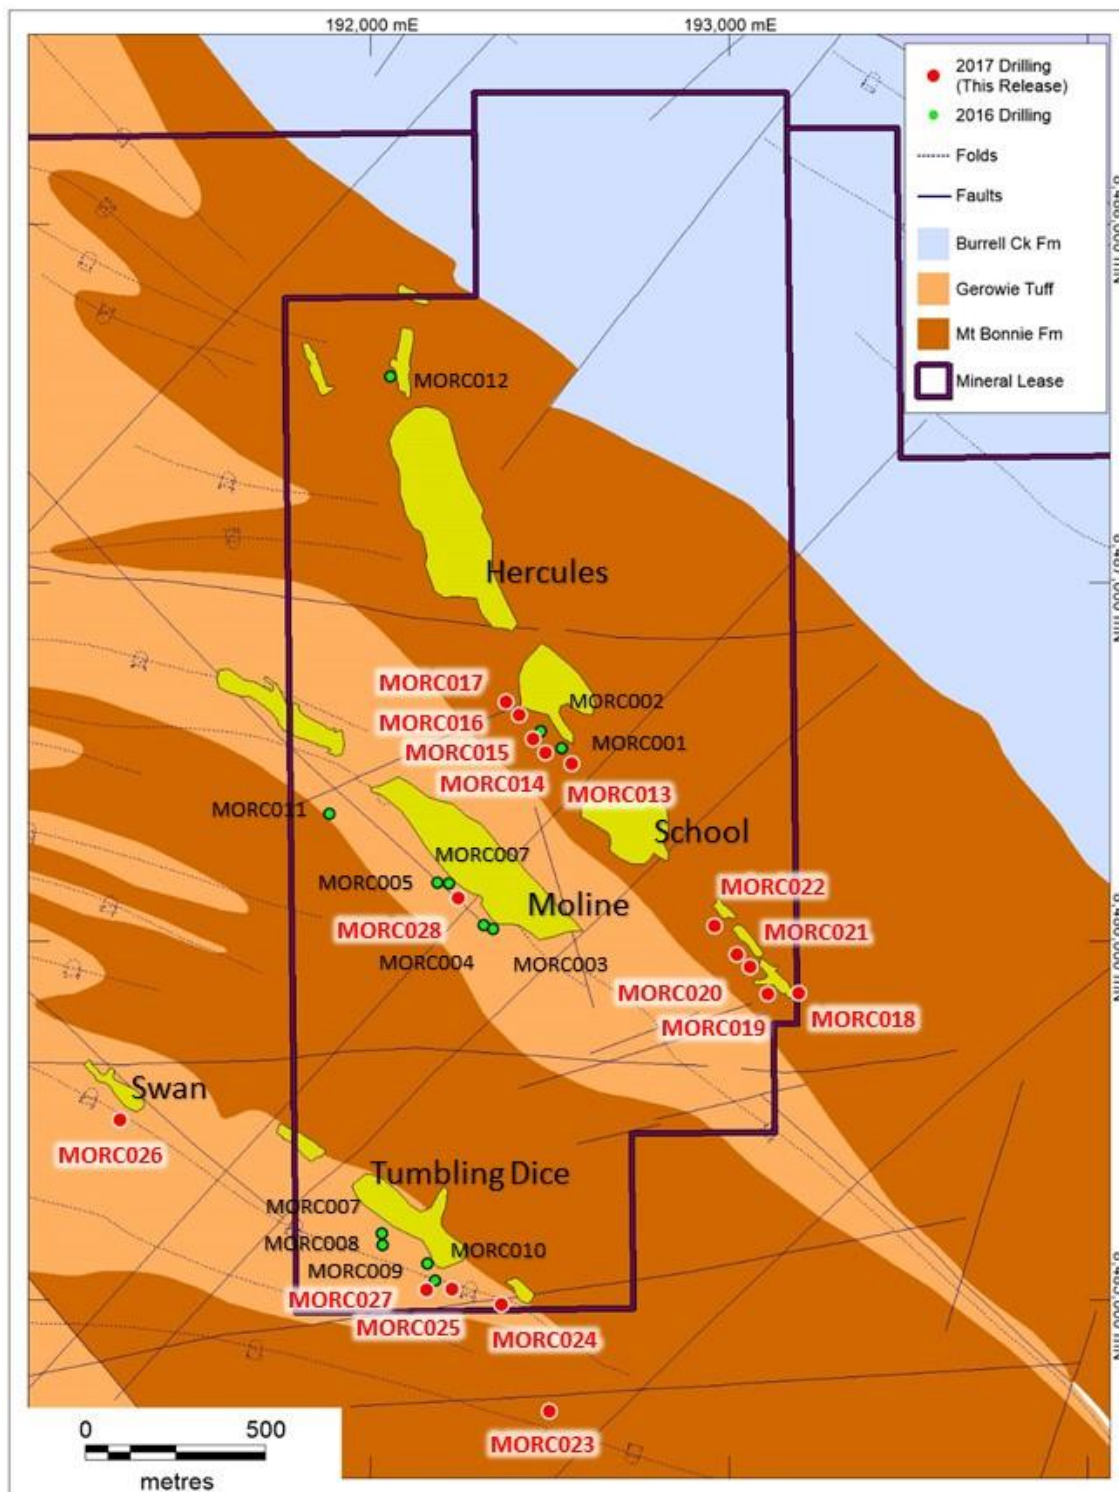 192,000 mE
193,000 mE
2017 Drilling
(This Release)
2016 Drilling
Folds
Faults
Burrell Ck Fm
Gerowie Tuff
Mt Bonnie Fm
Mineral Lease
MORC012
Hercules
MORC017
MORC002
MORC016
MORC001
MORC015
MORC014
MORC013
MORC011
School
MORC007
MORC005
MORC022
Moline
MORC028
MORC021
MORC004
MORC003
MORC020
MORC019
MORC018
Swan
MORC026
Tumbling Dice
MORC007
MORC008
MORC010
MORC009
MORC027
MORC025
MORC024
MORC023
0
500
metres